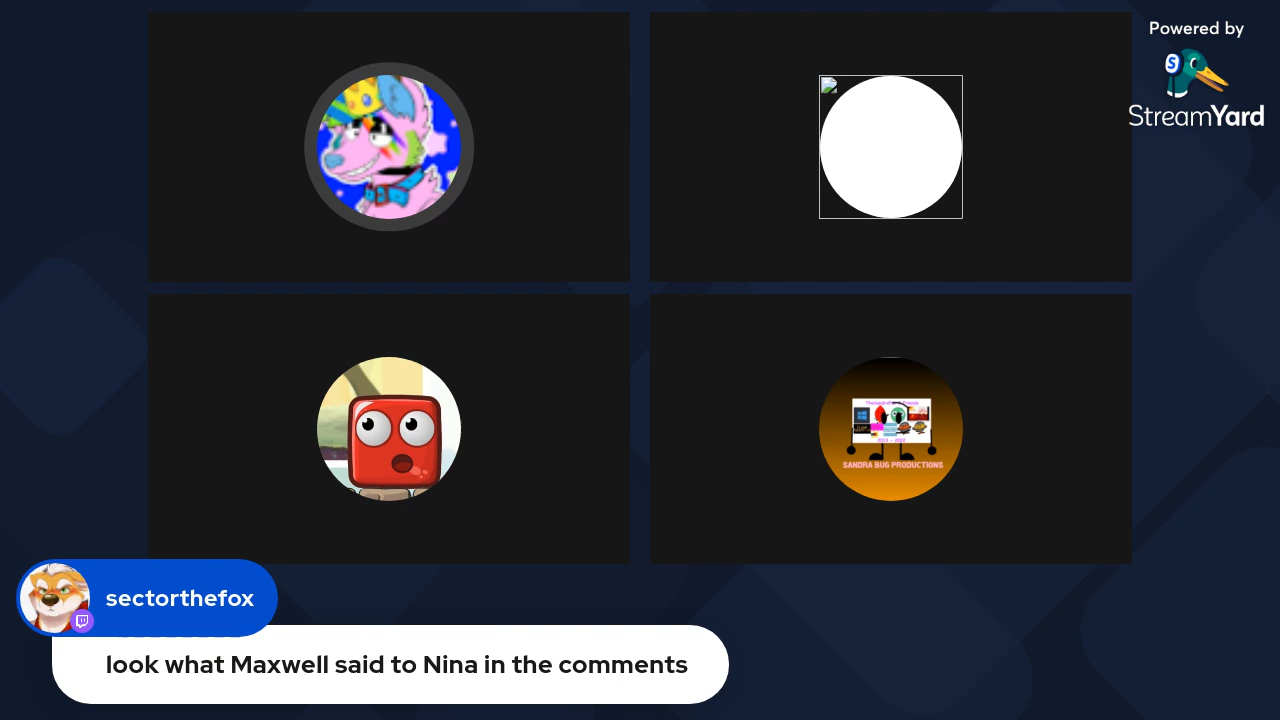 Powered by
StreamYard
SANDRA BUG PRODUCTIONS
sectorthefox
look what Maxwell said to Nina in the comments